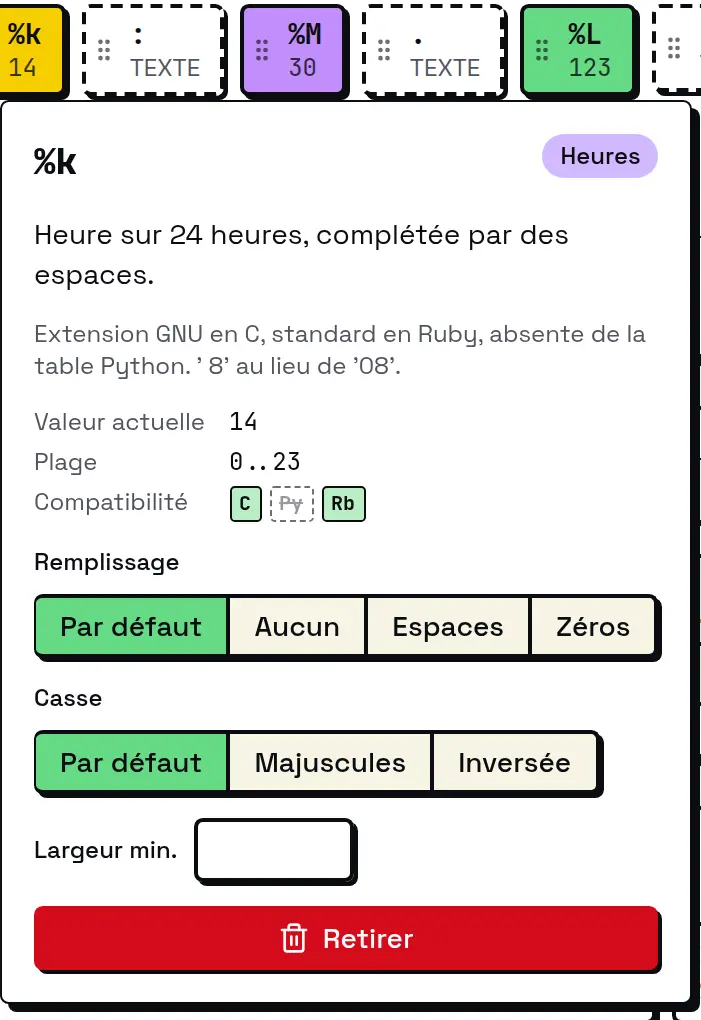 %k
14
:
TEXTE
%M
30
.
TEXTE
%L
123
%k
Heures
Heure sur 24 heures, complétée par des
espaces.
Extension GNU en C, standard en Ruby, absente de la
table Python. ’ 8’ au lieu de ’08’.
Valeur actuelle 14
Plage 0..23
Compatibilité C Py Rb
Remplissage
Par défaut Aucun Espaces Zéros
Casse
Par défaut Majuscules Inversée
Largeur min.
Retirer